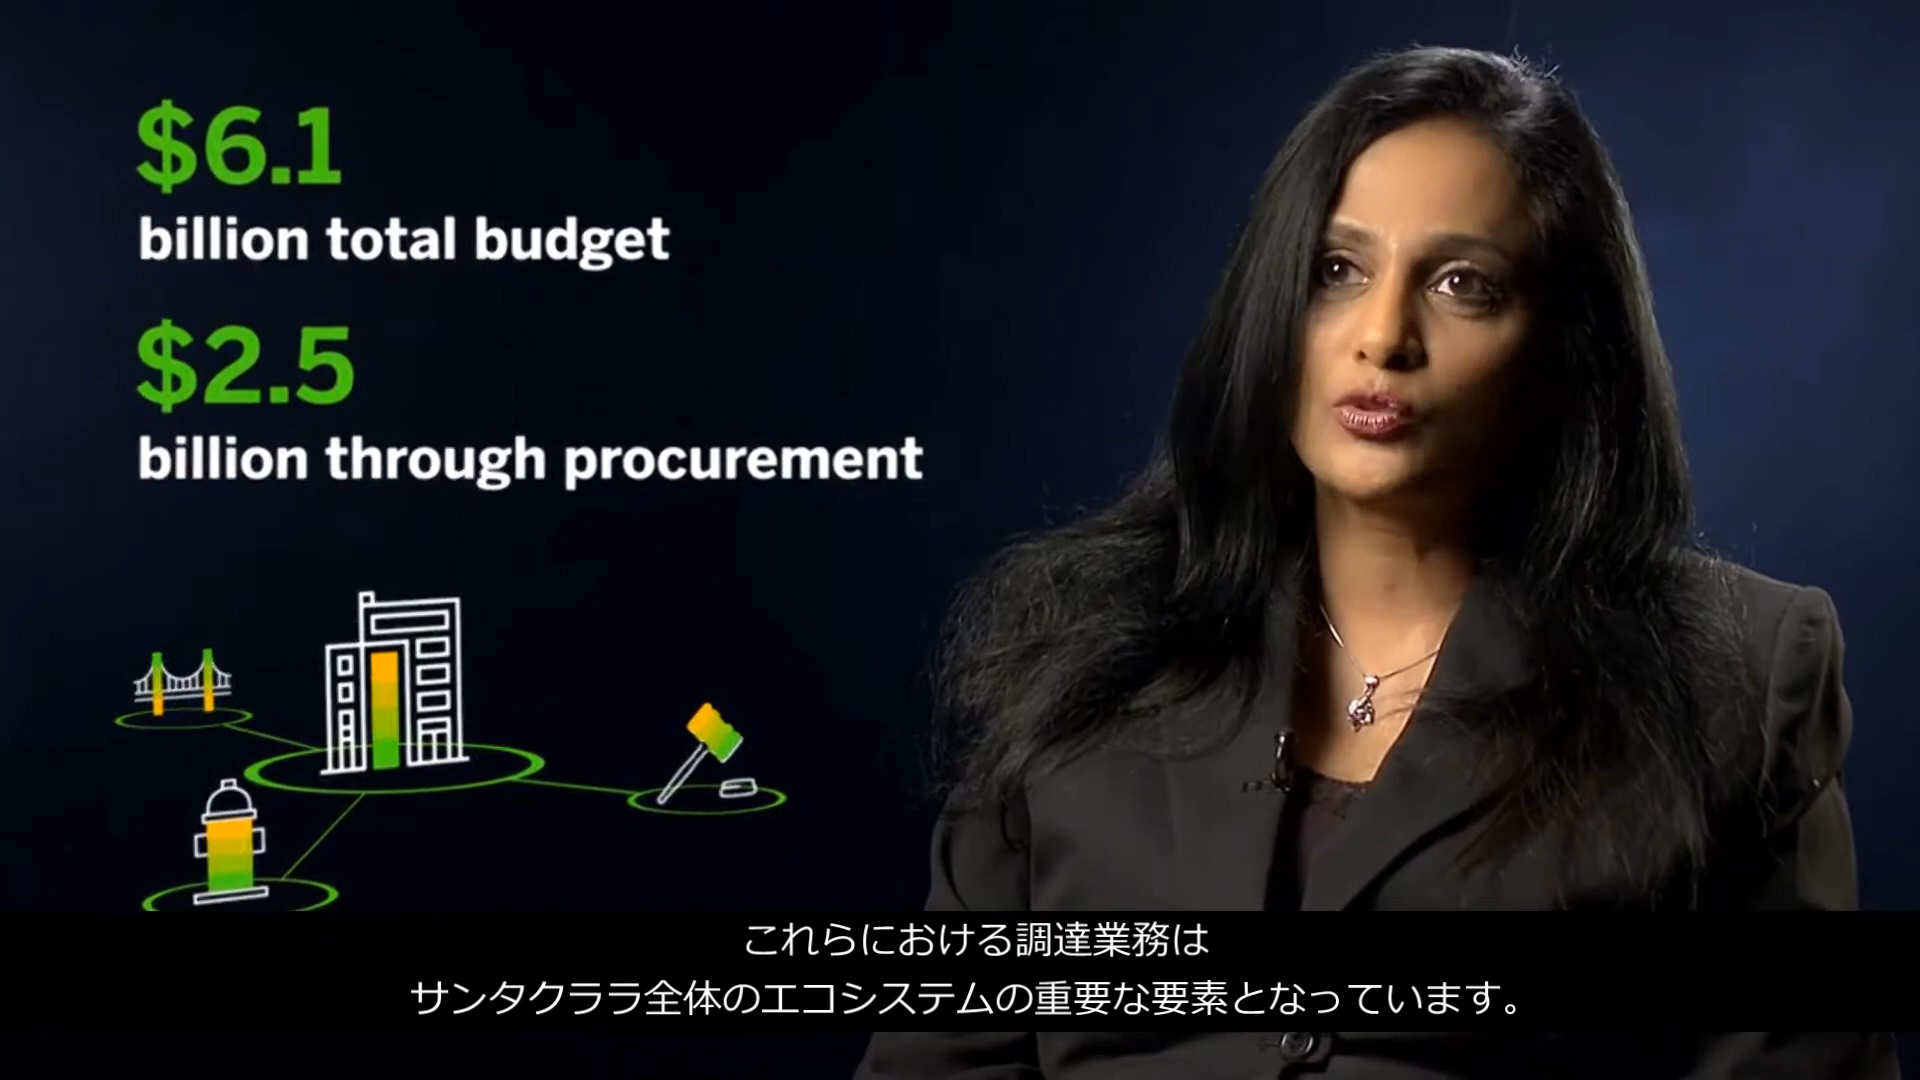 $6.1
billion total budget
$2.5
billion through procurement
これらにおける調達業務は
サンタクララ全体のエコシステムの重要な要素となっています。